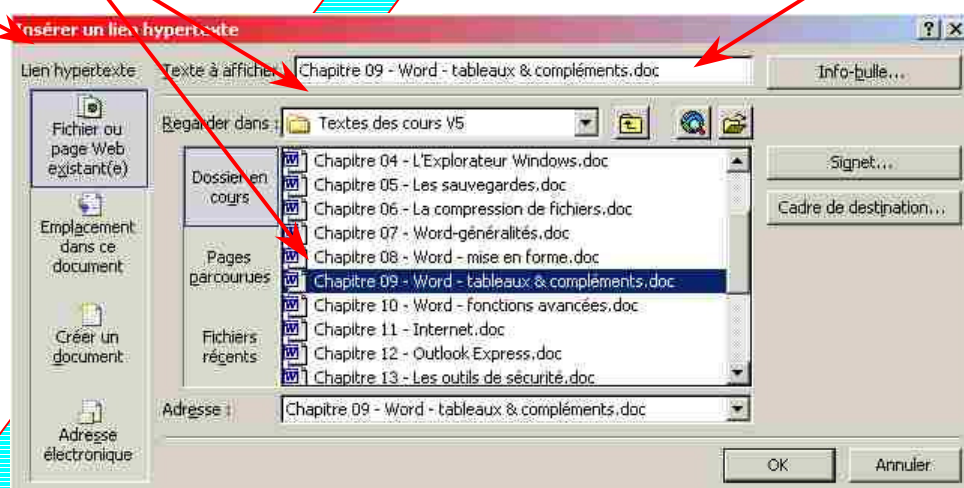 Insérer un lien hypertexte
Lien hypertexte
Texte à afficher :
Chapitre 09 - Word - tableaux & compléments.doc
Info-bulle...
Fichier ou
page Web
existant(e)
Regarder dans :
Textes des cours V5
Dossier en
cours
Pages
parcourues
Fichiers
récents
Chapitre 04 - L'Explorateur Windows.doc
Chapitre 05 - Les sauvegardes.doc
Chapitre 06 - La compression de fichiers.doc
Chapitre 07 - Word-généralités.doc
Chapitre 08 - Word - mise en forme.doc
Chapitre 09 - Word - tableaux & compléments.doc
Chapitre 10 - Word - fonctions avancées.doc
Chapitre 11 - Internet.doc
Chapitre 12 - Outlook Express.doc
Chapitre 13 - Les outils de sécurité.doc
Signet...
Cadre de destination...
Emplacement
dans ce
document
Créer un
document
Adresse
électronique
Adresse :
Chapitre 09 - Word - tableaux & compléments.doc
OK
Annuler